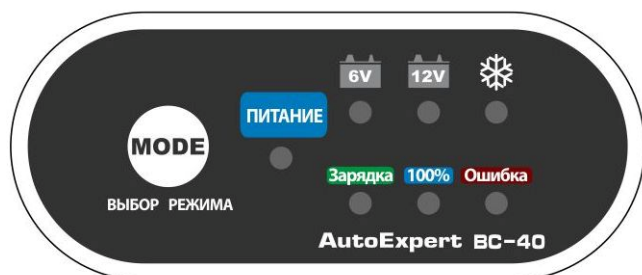 6V 12V
ПИТАНИЕ
MODE
ВЫБОР РЕЖИМА
Зарядка 100% Ошибка
AutoExpert BC-40